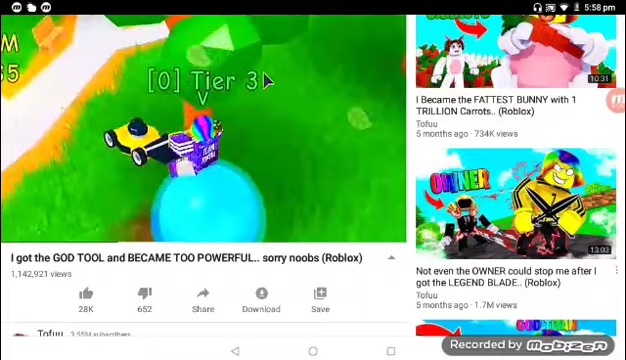 5:58 pm
M
65
[0] Tier 3
V
10:31
I Became the FATTEST BUNNY with 1
TRILLION Carrots.. (Roblox)
Tofuu
5 months ago · 734K views
OWNER
13:03
Not even the OWNER could stop me after I
got the LEGEND BLADE.. (Roblox)
Tofuu
5 months ago · 1.7M views
I got the GOD TOOL and BECAME TOO POWERFUL.. sorry noobs (Roblox)
1,142,921 views
28K
652
Share
Download
Save
Tofuu 3.55M subscribers
Recorded by
mobizen